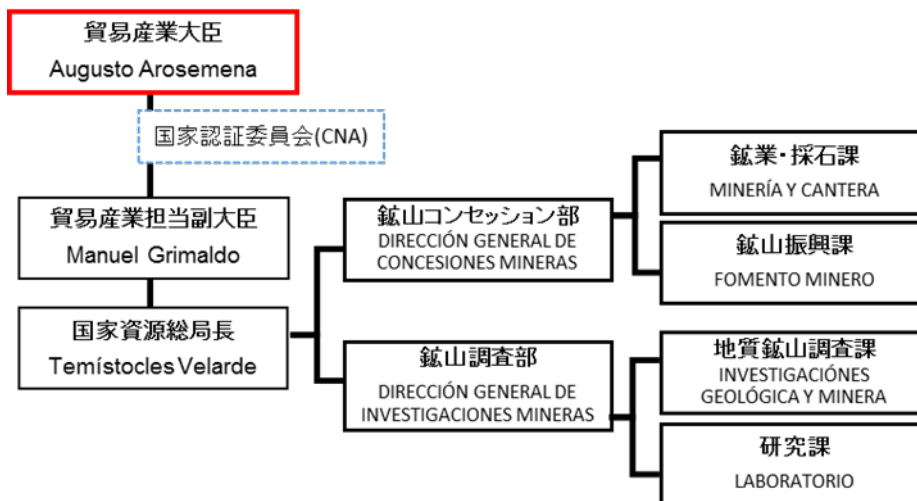 貿易産業大臣
Augusto Arosemena
国家認証委員会(CNA)
貿易産業担当副大臣
Manuel Grimaldo
国家資源総局長
Temístocles Velarde
鉱山コンセッション部
DIRECCIÓN GENERAL DE
CONCESIONES MINERAS
鉱山調査部
DIRECCIÓN GENERAL DE
INVESTIGACIONES MINERAS
鉱業・採石課
MINERÍA Y CANTERA
鉱山振興課
FOMENTO MINERO
地質鉱山調査課
INVESTIGACIÓNES
GEOLÓGICA Y MINERA
研究課
LABORATORIO